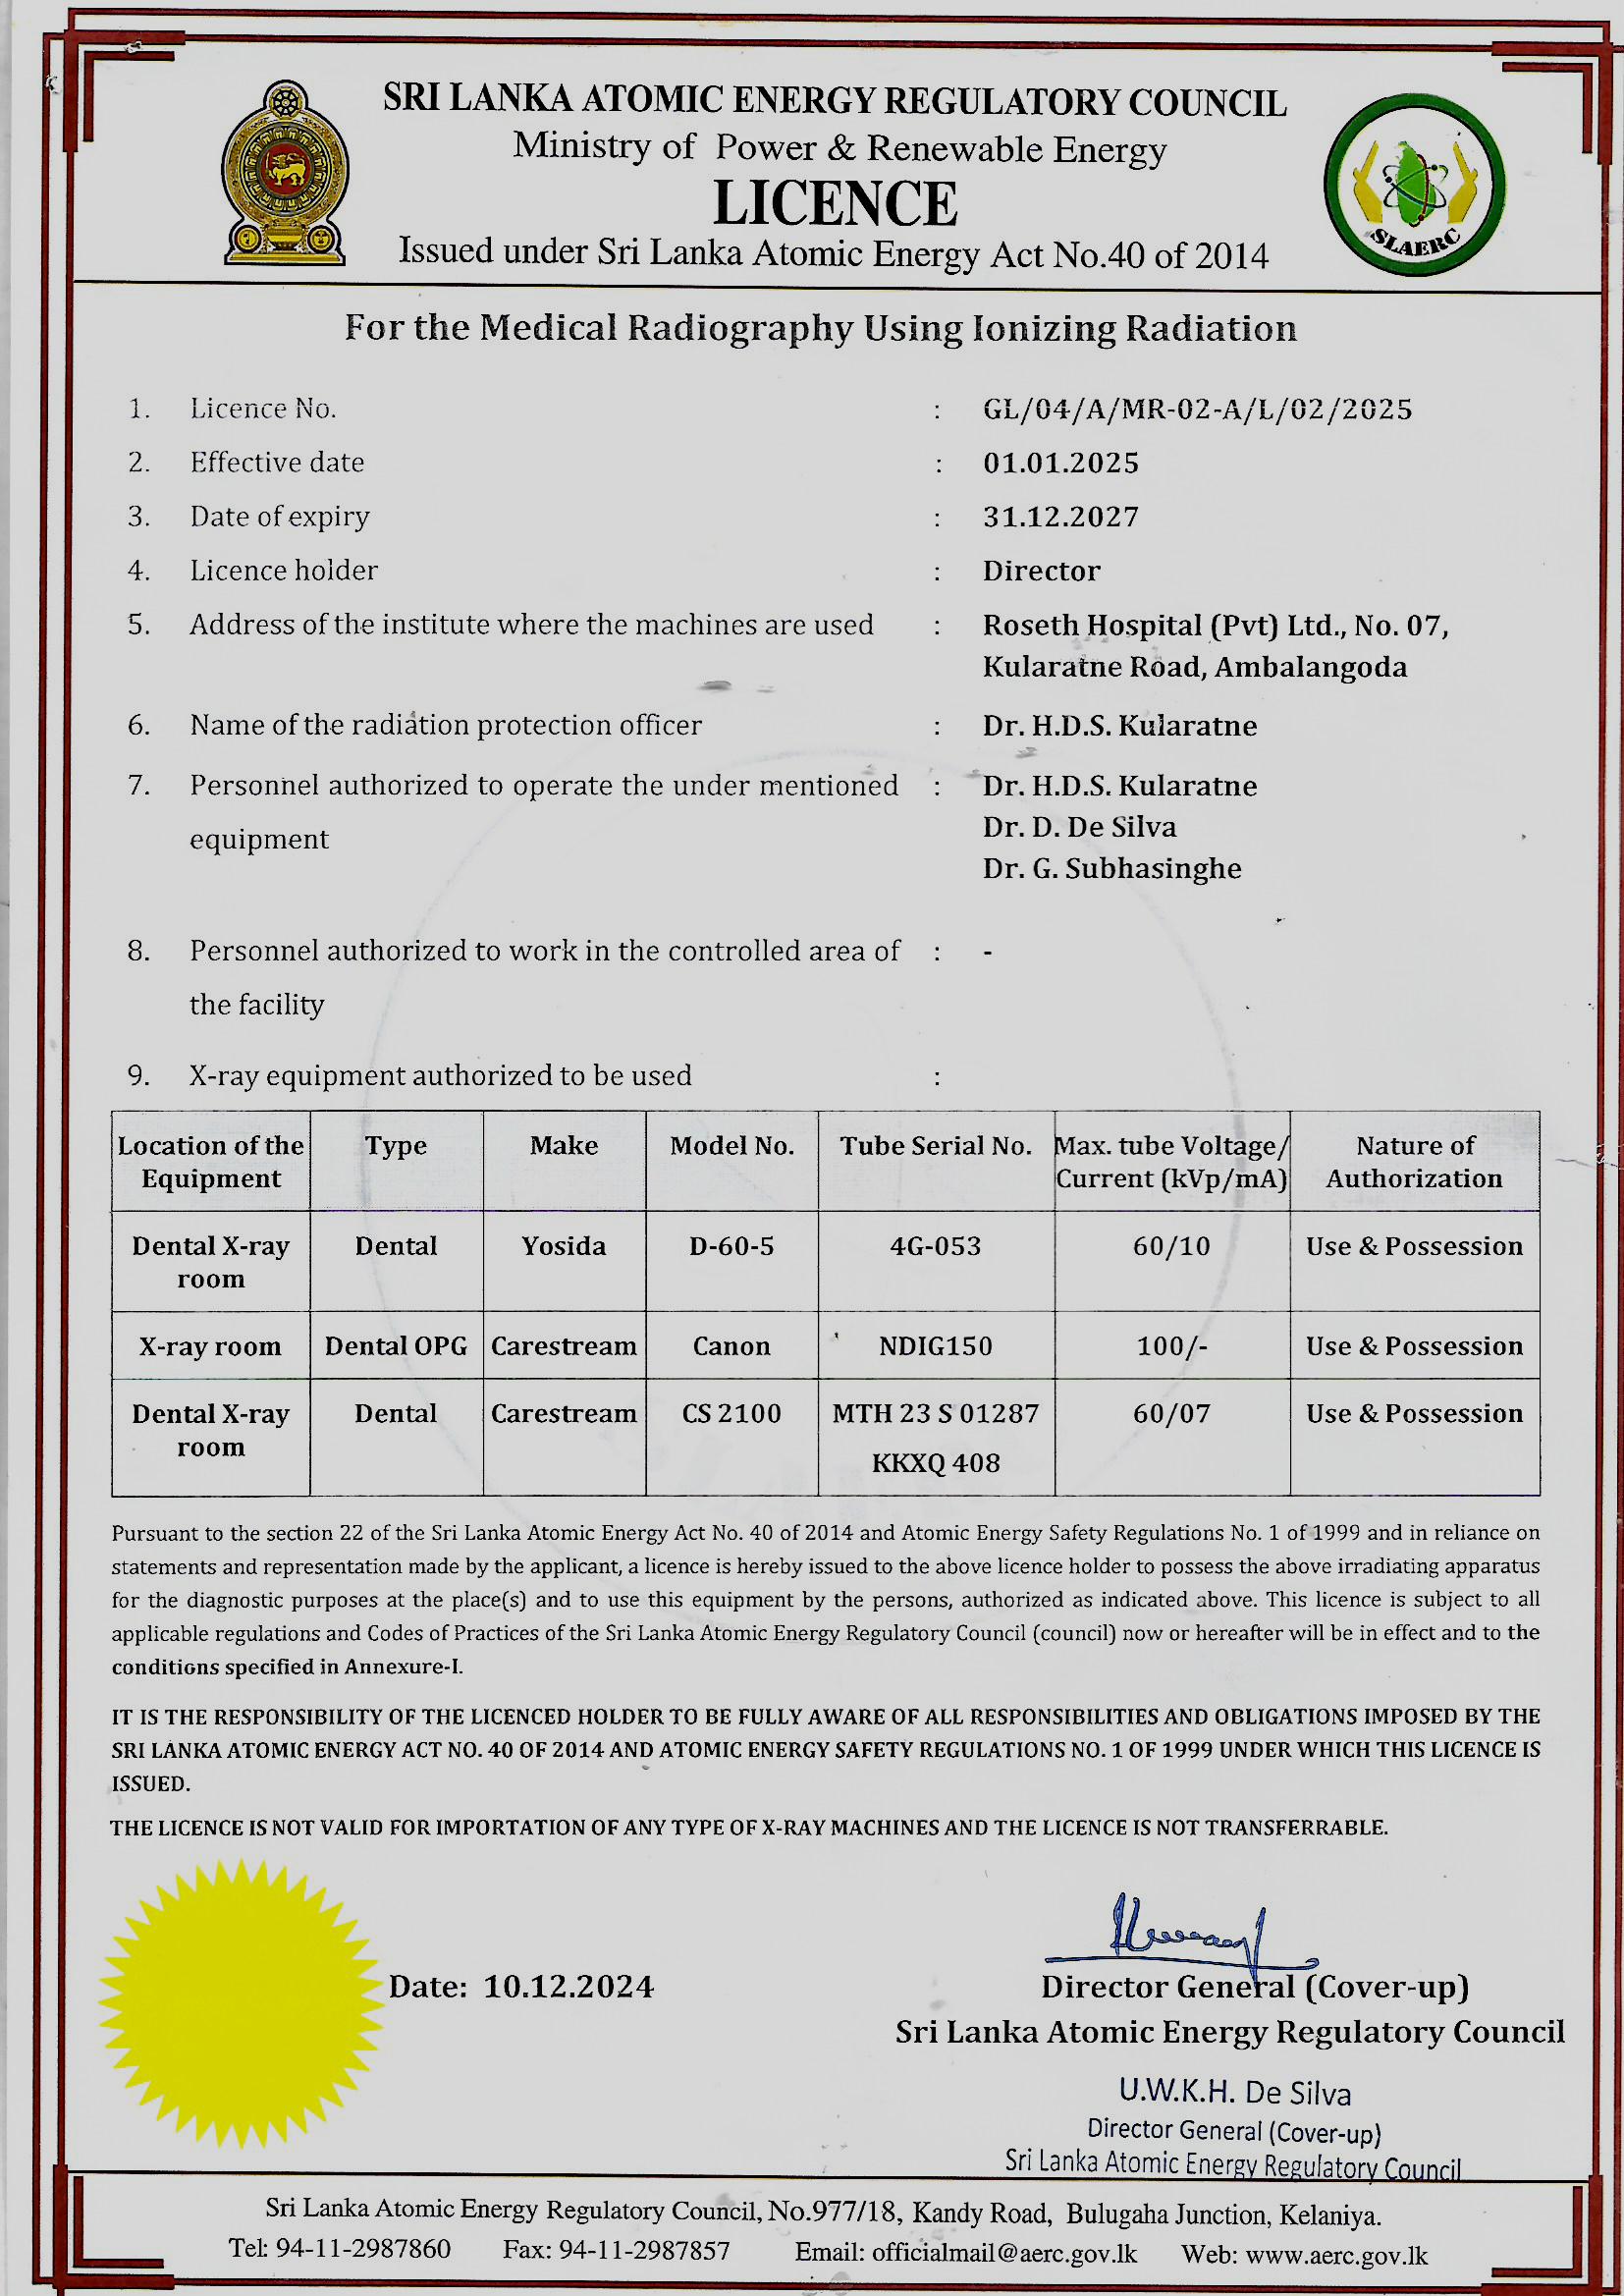 SRI LANKA ATOMIC ENERGY REGULATORY COUNCIL
Ministry of Power & Renewable Energy
LICENCE
Issued under Sri Lanka Atomic Energy Act No.40 of 2014
SLAERC
For the Medical Radiography Using Ionizing Radiation
1. Licence No. : GL/04/A/MR-02-A/L/02/2025
2. Effective date : 01.01.2025
3. Date of expiry : 31.12.2027
4. Licence holder : Director
5. Address of the institute where the machines are used : Roseth Hospital (Pvt) Ltd., No. 07,
Kularatne Road, Ambalangoda
6. Name of the radiation protection officer : Dr. H.D.S. Kularatne
7. Personnel authorized to operate the under mentioned : Dr. H.D.S. Kularatne
equipment Dr. D. De Silva
Dr. G. Subhasinghe
8. Personnel authorized to work in the controlled area of : -
the facility
9. X-ray equipment authorized to be used :
Location of the Equipment Type Make Model No. Tube Serial No. Max. tube Voltage/ Current (kVp/mA) Nature of Authorization
Dental X-ray room Dental Yosida D-60-5 4G-053 60/10 Use & Possession
X-ray room Dental OPG Carestream Canon NDIG150 100/- Use & Possession
Dental X-ray room Dental Carestream CS 2100 MTH 23 S 01287 KKXQ 408 60/07 Use & Possession
Pursuant to the section 22 of the Sri Lanka Atomic Energy Act No. 40 of 2014 and Atomic Energy Safety Regulations No. 1 of 1999 and in reliance on
statements and representation made by the applicant, a licence is hereby issued to the above licence holder to possess the above irradiating apparatus
for the diagnostic purposes at the place(s) and to use this equipment by the persons, authorized as indicated above. This licence is subject to all
applicable regulations and Codes of Practices of the Sri Lanka Atomic Energy Regulatory Council (council) now or hereafter will be in effect and to the
conditions specified in Annexure-I.
IT IS THE RESPONSIBILITY OF THE LICENCED HOLDER TO BE FULLY AWARE OF ALL RESPONSIBILITIES AND OBLIGATIONS IMPOSED BY THE
SRI LANKA ATOMIC ENERGY ACT NO. 40 OF 2014 AND ATOMIC ENERGY SAFETY REGULATIONS NO. 1 OF 1999 UNDER WHICH THIS LICENCE IS
ISSUED.
THE LICENCE IS NOT VALID FOR IMPORTATION OF ANY TYPE OF X-RAY MACHINES AND THE LICENCE IS NOT TRANSFERRABLE.
Date: 10.12.2024
Director General (Cover-up)
Sri Lanka Atomic Energy Regulatory Council
U.W.K.H. De Silva
Director General (Cover-up)
Sri Lanka Atomic Energy Regulatory Council
Sri Lanka Atomic Energy Regulatory Council, No.977/18, Kandy Road, Bulugaha Junction, Kelaniya.
Tel: 94-11-2987860 Fax: 94-11-2987857 Email: officialmail@aerc.gov.lk Web: www.aerc.gov.lk